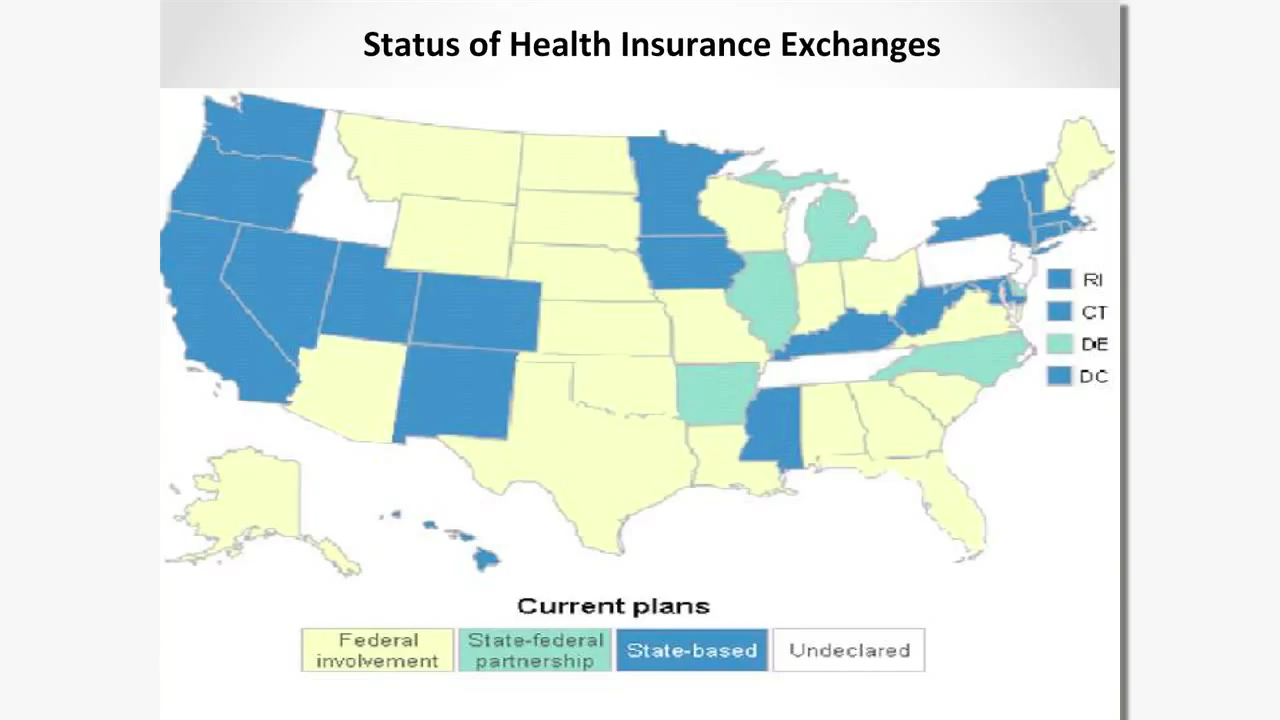 Status of Health Insurance Exchanges
RI
CT
DE
DC
Current plans
Federal
involvement
State-federal
partnership
State-based
Undeclared